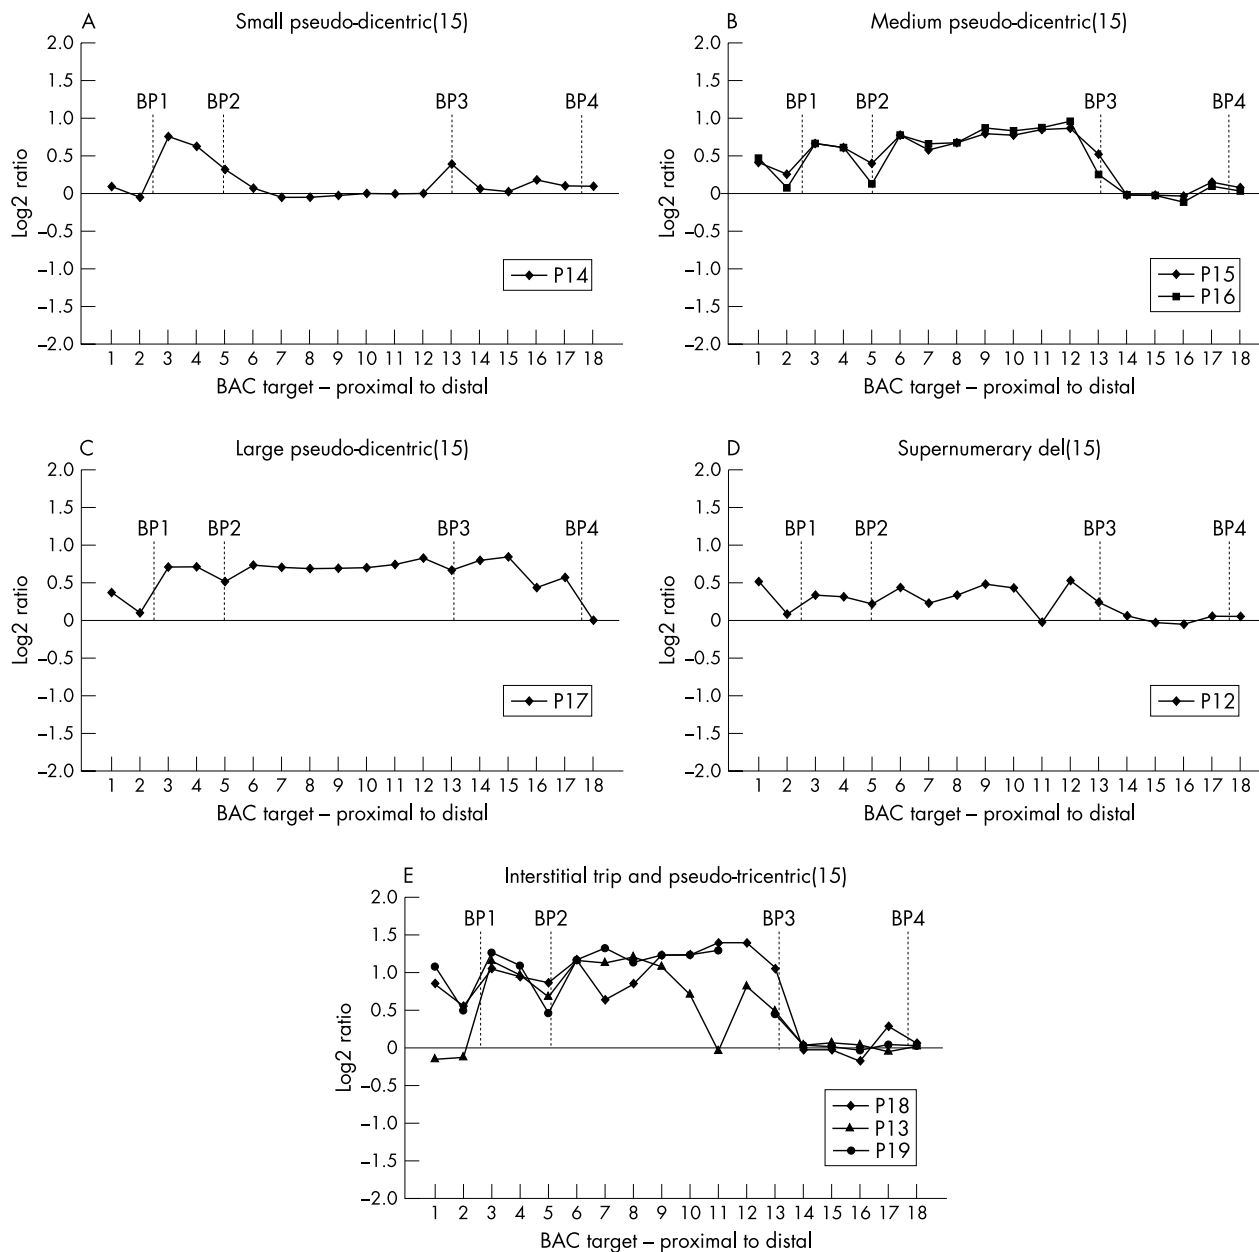 A Small pseudo-dicentric(15)
2.0
1.5
1.0
0.5
0
–0.5
–1.0
–1.5
–2.0
Log2 ratio
BP1 BP2 BP3 BP4
P14
1 2 3 4 5 6 7 8 9 10 11 12 13 14 15 16 17 18
BAC target – proximal to distal
B Medium pseudo-dicentric(15)
2.0
1.5
1.0
0.5
0
–0.5
–1.0
–1.5
–2.0
Log2 ratio
BP1 BP2 BP3 BP4
P15
P16
1 2 3 4 5 6 7 8 9 10 11 12 13 14 15 16 17 18
BAC target – proximal to distal
C Large pseudo-dicentric(15)
2.0
1.5
1.0
0.5
0
–0.5
–1.0
–1.5
–2.0
Log2 ratio
BP1 BP2 BP3 BP4
P17
1 2 3 4 5 6 7 8 9 10 11 12 13 14 15 16 17 18
BAC target – proximal to distal
D Supernumerary del(15)
2.0
1.5
1.0
0.5
0
–0.5
–1.0
–1.5
–2.0
Log2 ratio
BP1 BP2 BP3 BP4
P12
1 2 3 4 5 6 7 8 9 10 11 12 13 14 15 16 17 18
BAC target – proximal to distal
E Interstitial trip and pseudo-tricentric(15)
2.0
1.5
1.0
0.5
0
–0.5
–1.0
–1.5
–2.0
Log2 ratio
BP1 BP2 BP3 BP4
P18
P13
P19
1 2 3 4 5 6 7 8 9 10 11 12 13 14 15 16 17 18
BAC target – proximal to distal